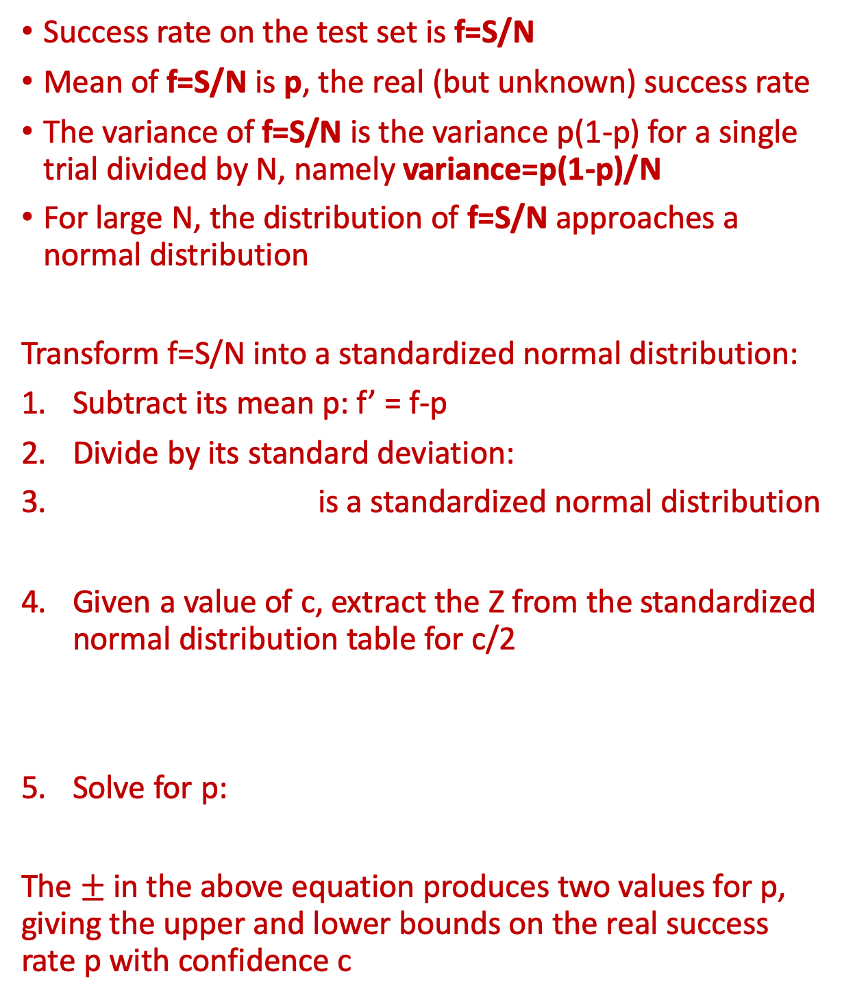 • Success rate on the test set is f=S/N
• Mean of f=S/N is p, the real (but unknown) success rate
• The variance of f=S/N is the variance p(1-p) for a single
trial divided by N, namely variance=p(1-p)/N
• For large N, the distribution of f=S/N approaches a
normal distribution
Transform f=S/N into a standardized normal distribution:
1. Subtract its mean p: f’ = f-p
2. Divide by its standard deviation:
3. is a standardized normal distribution
4. Given a value of c, extract the Z from the standardized
normal distribution table for c/2
5. Solve for p:
The ± in the above equation produces two values for p,
giving the upper and lower bounds on the real success
rate p with confidence c